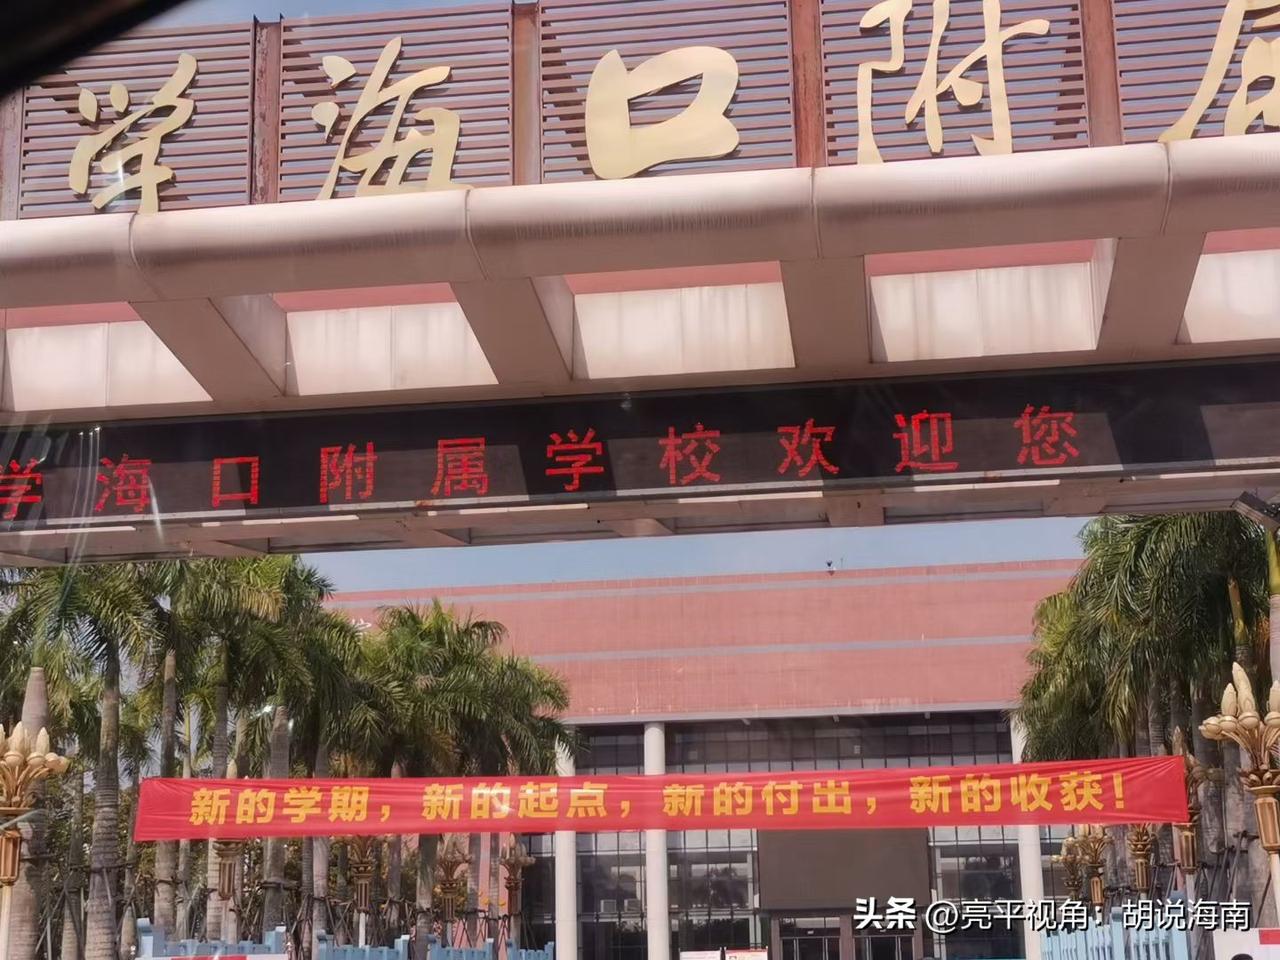 学海口附属
学海口附属学校欢迎您
新的学期，新的起点，新的付出，新的收获！
头条 @亮平视角：胡说海南